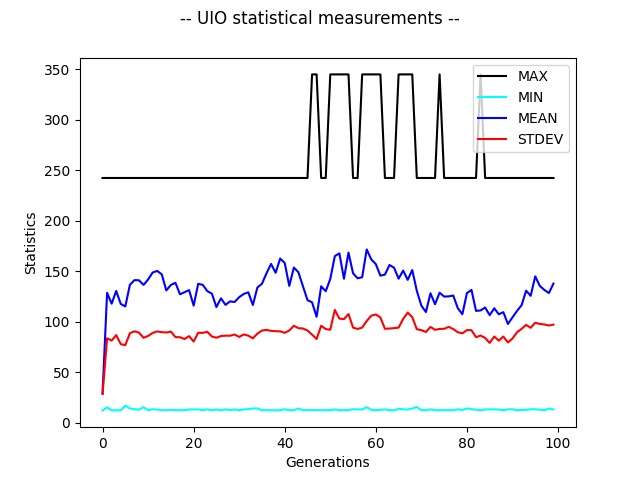 -- UIO statistical measurements --
350
300
250
200
150
100
50
0
Statistics
MAX
MIN
MEAN
STDEV
0 20 40 60 80 100
Generations